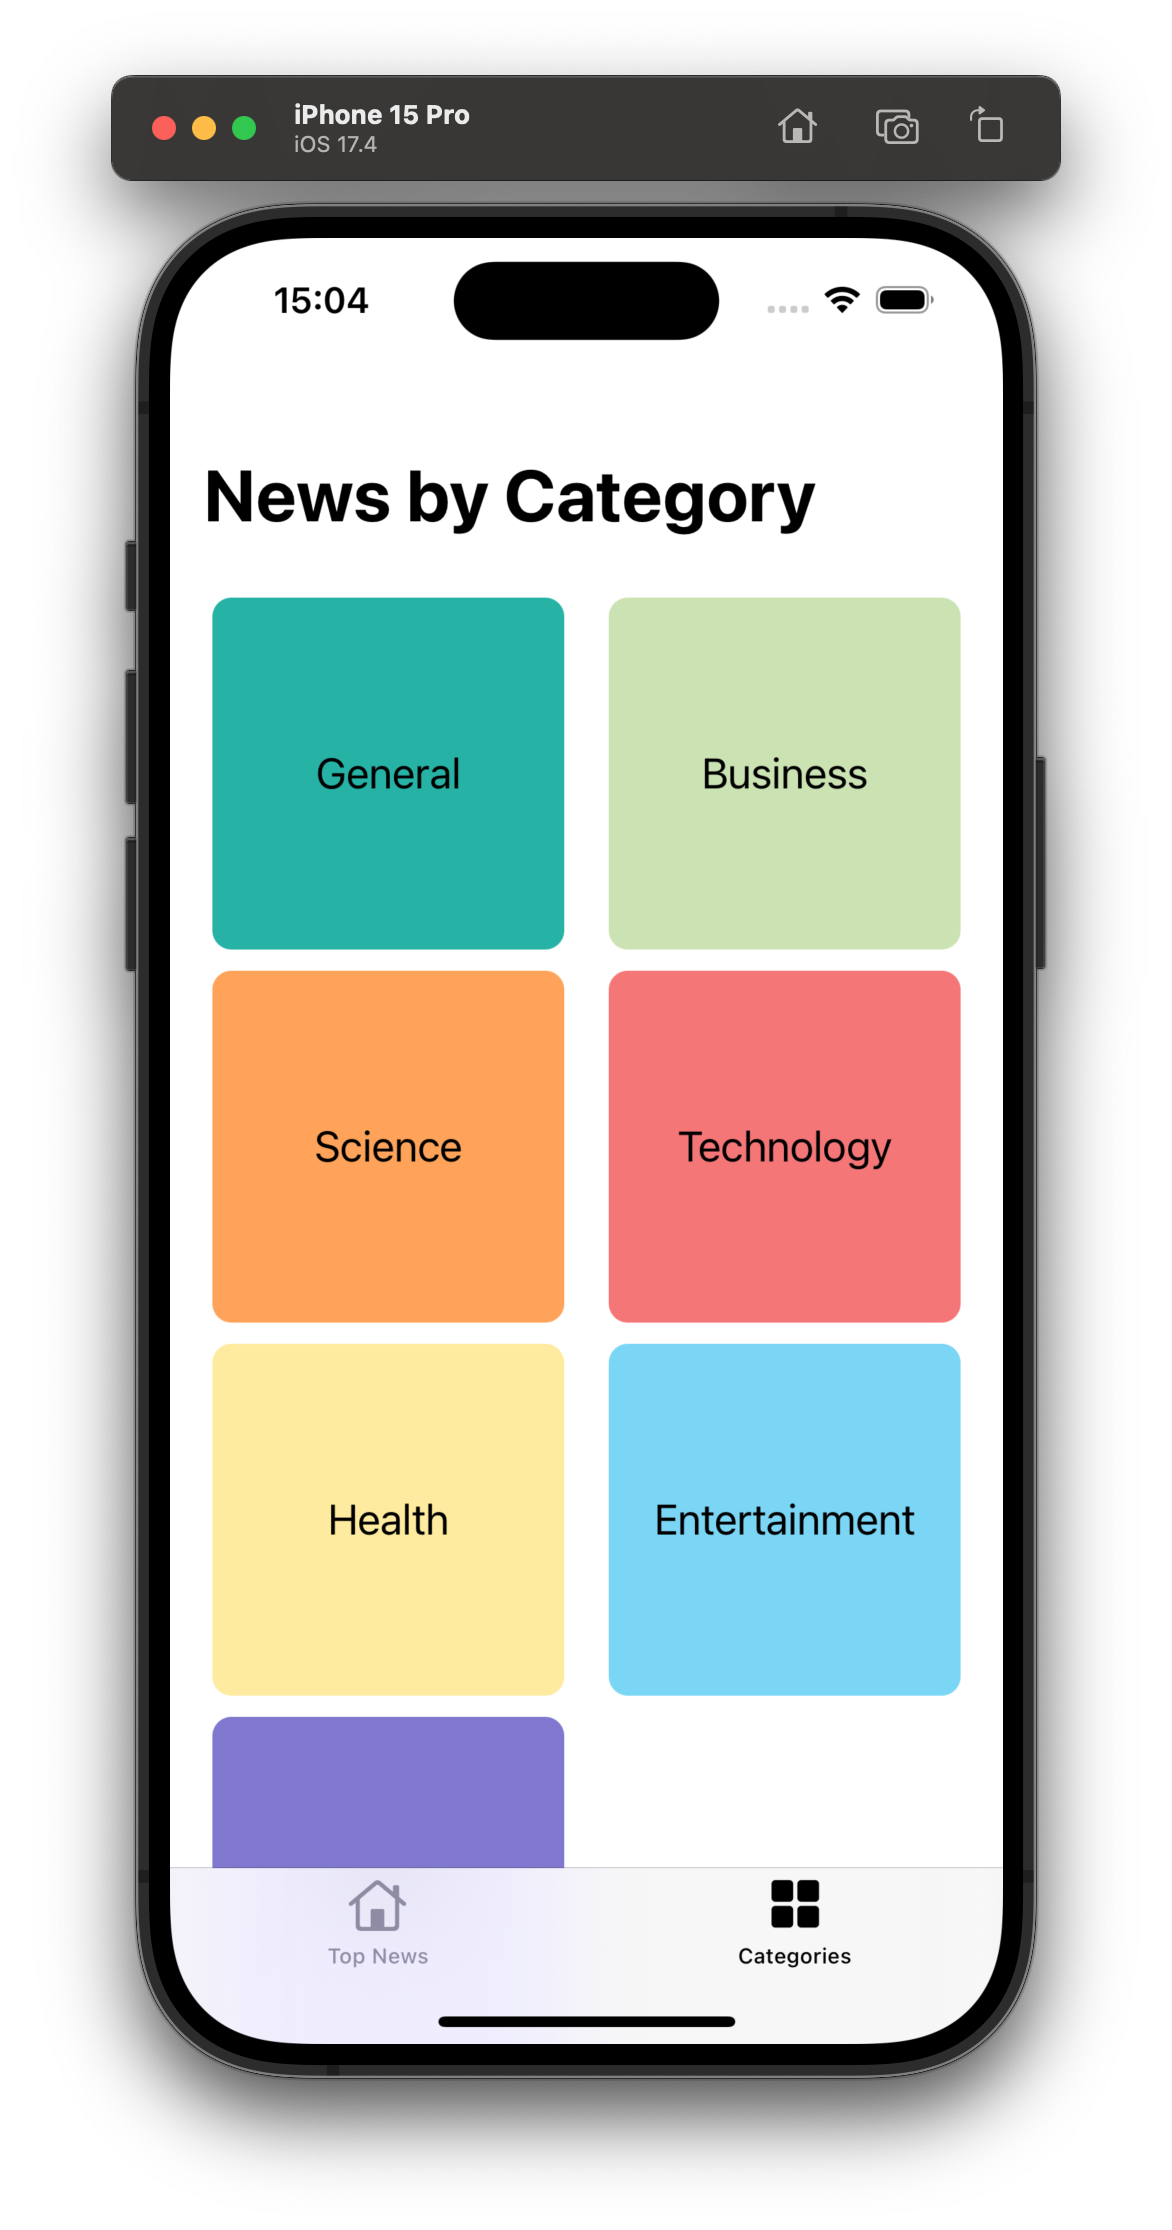 iPhone 15 Pro
iOS 17.4
15:04
News by Category
General
Business
Science
Technology
Health
Entertainment
Top News
Categories